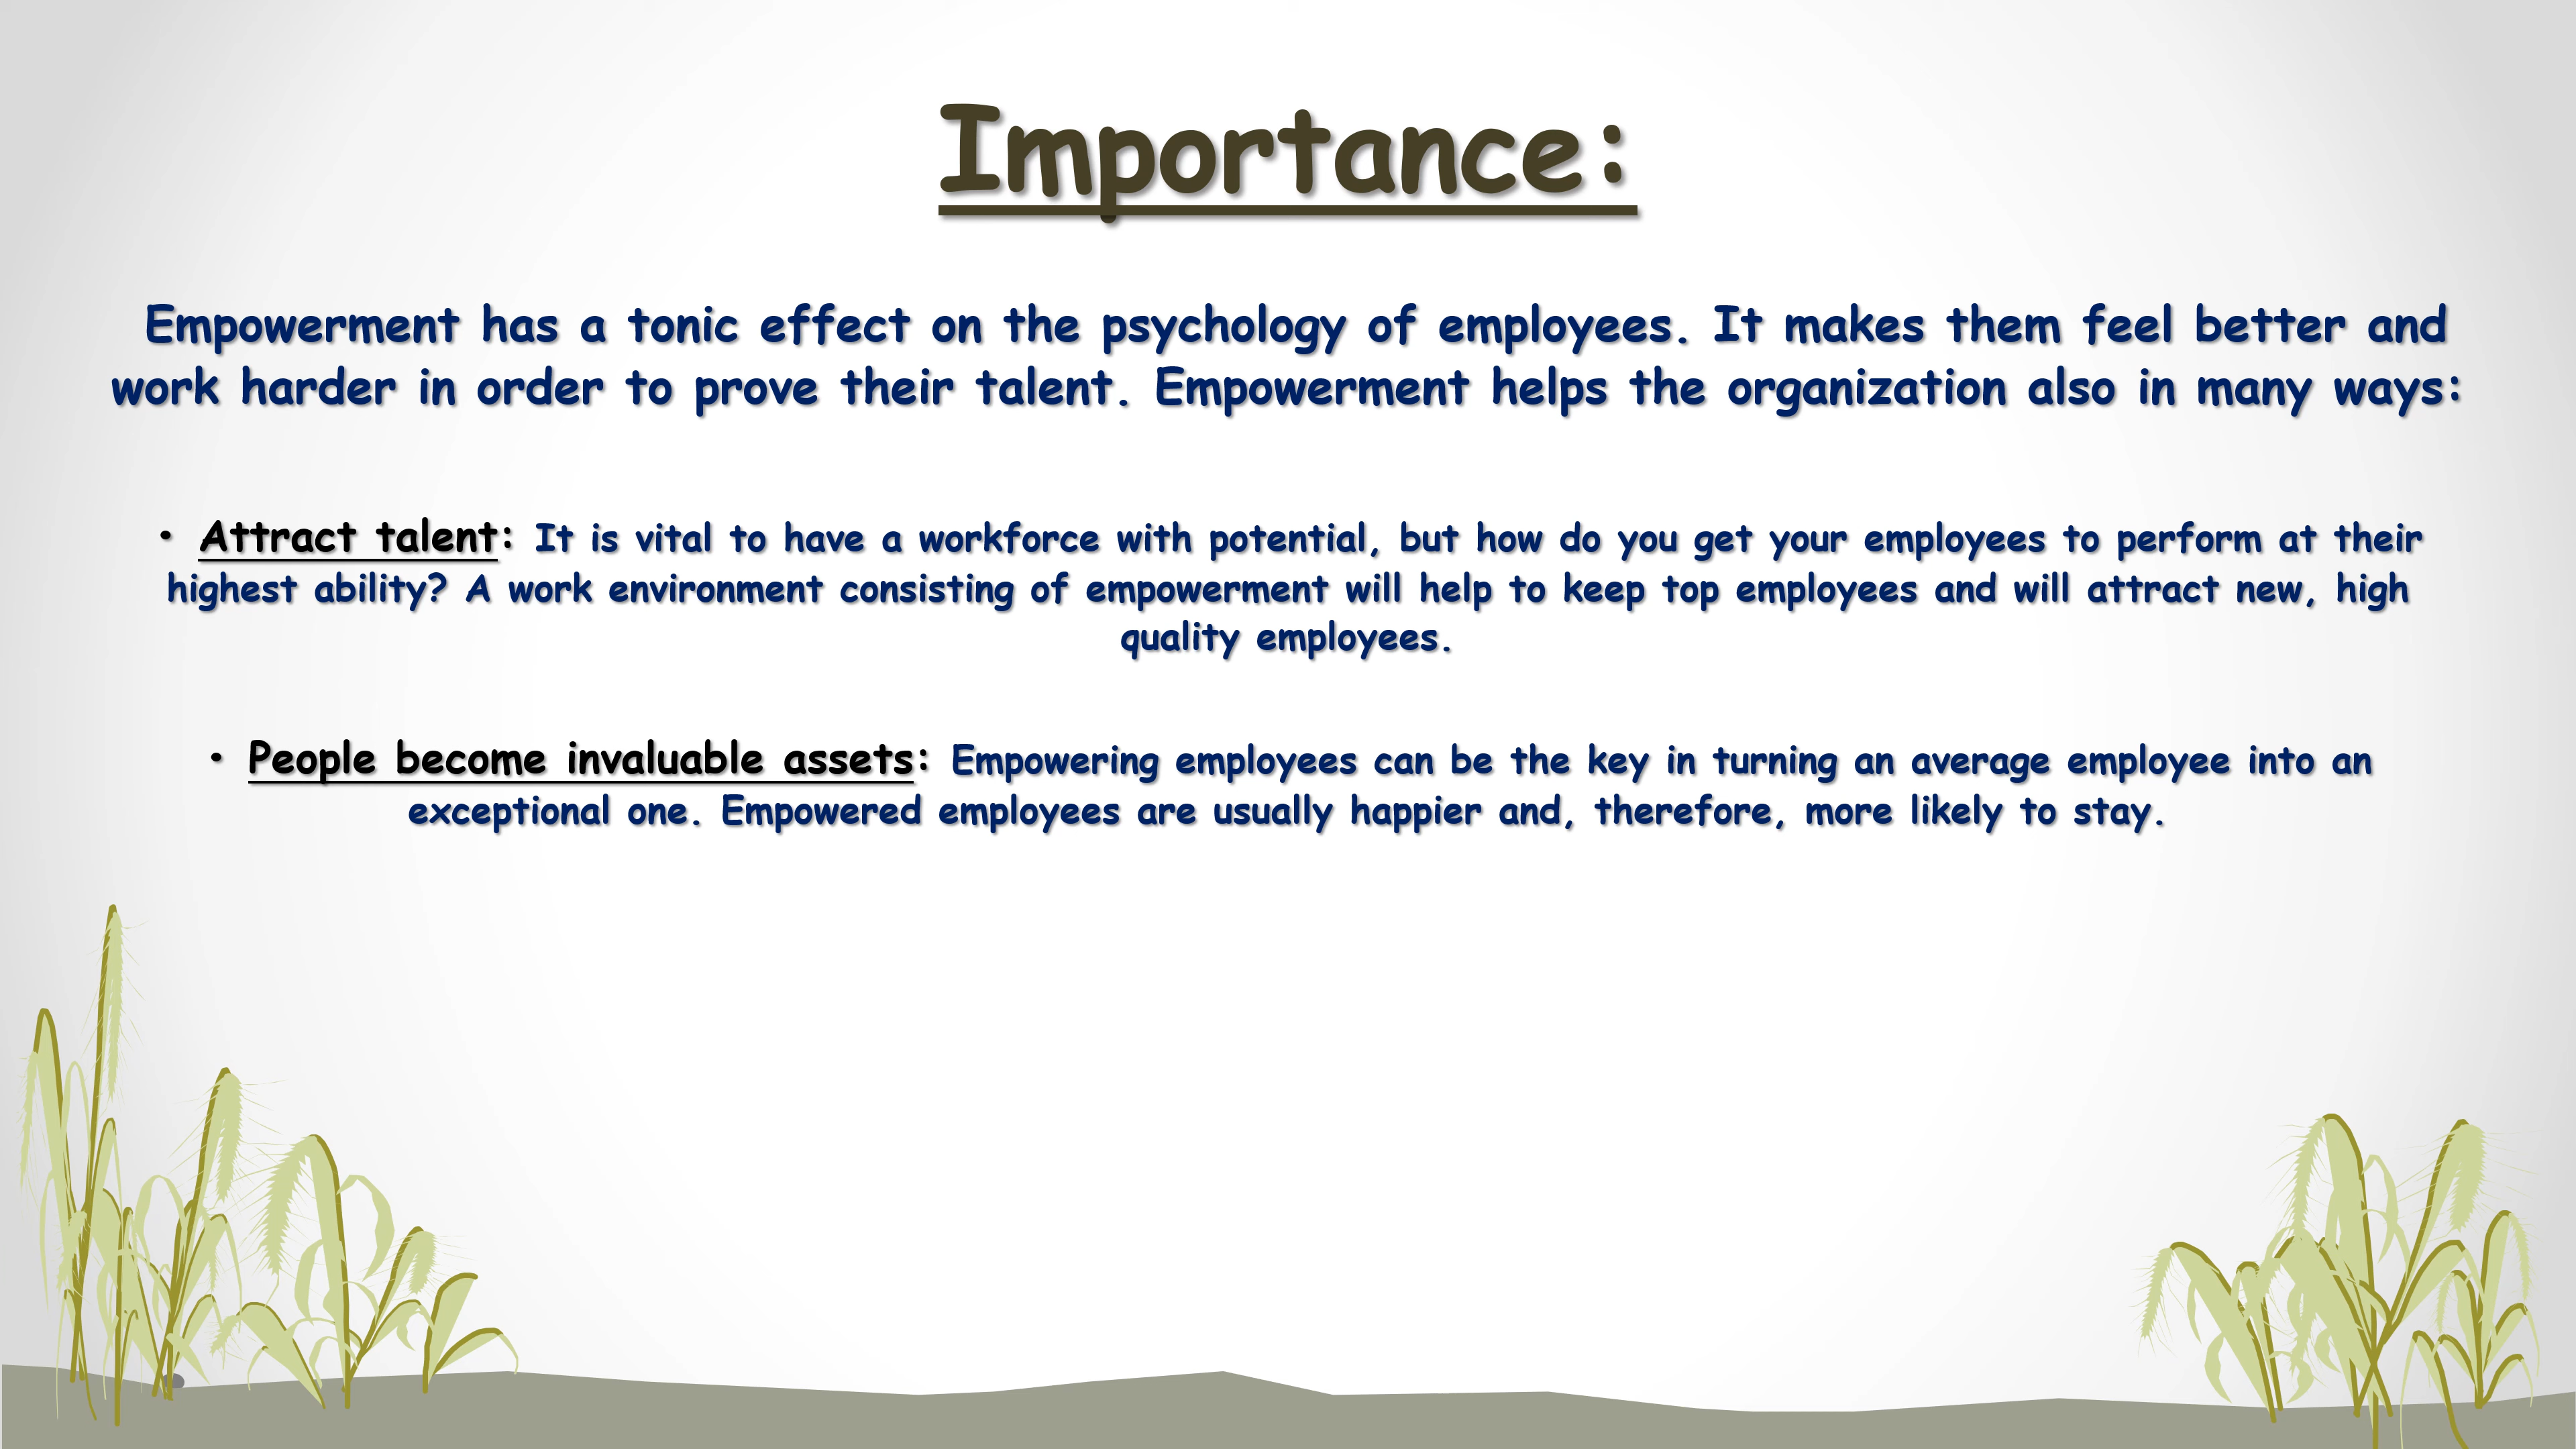 Importance:
Empowerment has a tonic effect on the psychology of employees. It makes them feel better and
work harder in order to prove their talent. Empowerment helps the organization also in many ways:
• Attract talent: It is vital to have a workforce with potential, but how do you get your employees to perform at their
highest ability? A work environment consisting of empowerment will help to keep top employees and will attract new, high
quality employees.
• People become invaluable assets: Empowering employees can be the key in turning an average employee into an
exceptional one. Empowered employees are usually happier and, therefore, more likely to stay.